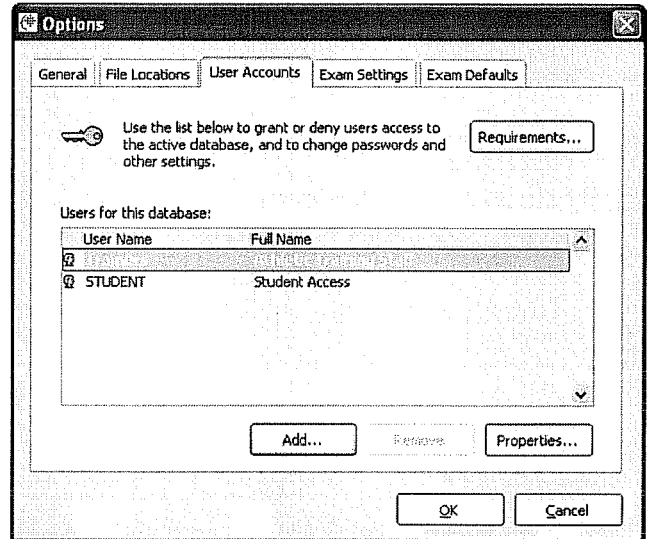 Options
General File Locations User Accounts Exam Settings Exam Defaults
Use the list below to grant or deny users access to
the active database, and to change passwords and
other settings.
Requirements...
Users for this database:
User Name Full Name
STUDENT Student Access
Add... Remove Properties...
OK Cancel